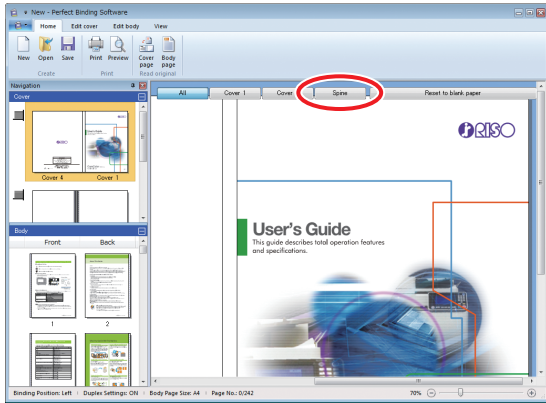 New - Perfect Binding Software
Home Edit cover Edit body View
New Open Save Print Preview Cover page Body page
Create Print Read original
Navigation
Cover
All Cover 1 Cover Spine Reset to blank paper
RISO
Cover 4 Cover 1
User's Guide
This guide describes total operation features
and specifications.
Body
Front Back
1 2
Binding Position: Left Duplex Settings: ON Body Page Size: A4 Page No.: 0/242 70%